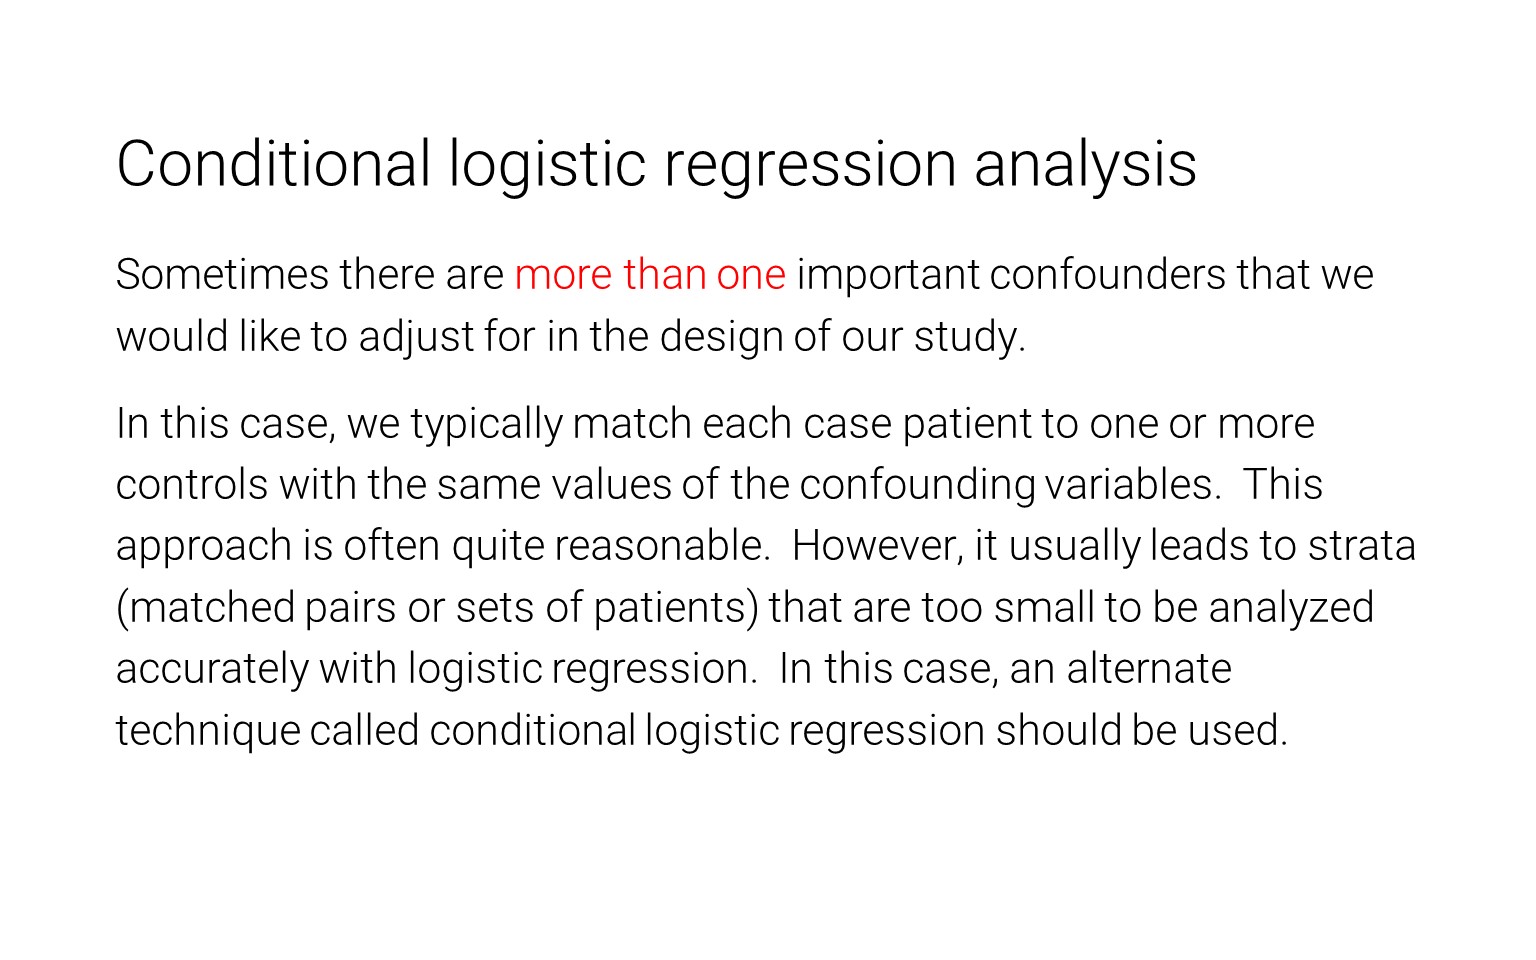 Conditional logistic regression analysis
Sometimes there are more than one important confounders that we
would like to adjust for in the design of our study.
In this case, we typically match each case patient to one or more
controls with the same values of the confounding variables.  This
approach is often quite reasonable.  However, it usually leads to strata
(matched pairs or sets of patients) that are too small to be analyzed
accurately with logistic regression.  In this case, an alternate
technique called conditional logistic regression should be used.